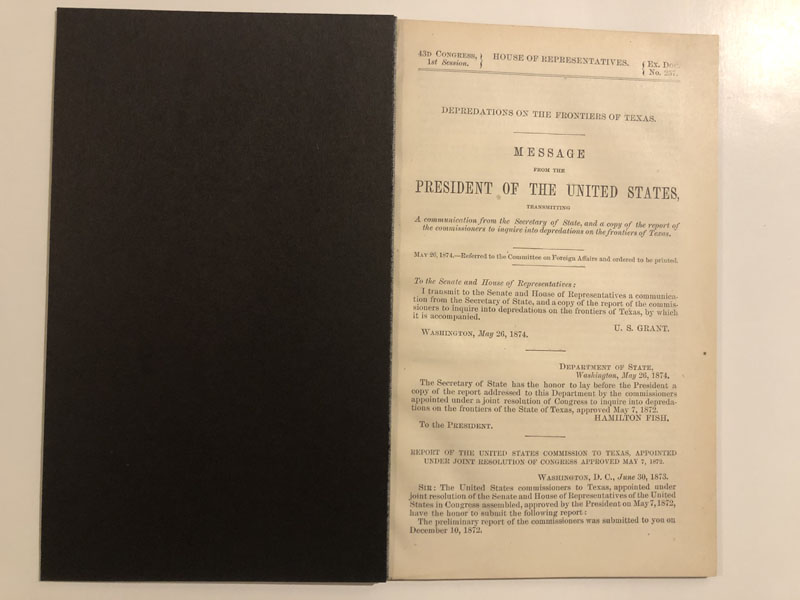 43D CONGRESS, } HOUSE OF REPRESENTATIVES. { Ex. Doc.
1st Session. } { No. 257.
DEPREDATIONS ON THE FRONTIERS OF TEXAS.
MESSAGE
FROM THE
PRESIDENT OF THE UNITED STATES,
TRANSMITTING
A communication from the Secretary of State, and a copy of the report of
the commissioners to inquire into depredations on the frontiers of Texas.
MAY 26, 1874.—Referred to the Committee on Foreign Affairs and ordered to be printed.
To the Senate and House of Representatives:
I transmit to the Senate and House of Representatives a communica-
tion from the Secretary of State, and a copy of the report of the commis-
sioners to inquire into depredations on the frontiers of Texas, by which
it is accompanied.
U. S. GRANT.
WASHINGTON, May 26, 1874.
DEPARTMENT OF STATE,
Washington, May 26, 1874.
The Secretary of State has the honor to lay before the President a
copy of the report addressed to this Department by the commissioners
appointed under a joint resolution of Congress to inquire into depreda-
tions on the frontiers of the State of Texas, approved May 7, 1872.
HAMILTON FISH.
To the PRESIDENT.
REPORT OF THE UNITED STATES COMMISSION TO TEXAS, APPOINTED
UNDER JOINT RESOLUTION OF CONGRESS APPROVED MAY 7, 1872.
WASHINGTON, D. C., June 30, 1873.
SIR: The United States commissioners to Texas, appointed under
joint resolution of the Senate and House of Representatives of the United
States in Congress assembled, approved by the President on May 7, 1872,
have the honor to submit the following report:
The preliminary report of the commissioners was submitted to you on
December 10, 1872.